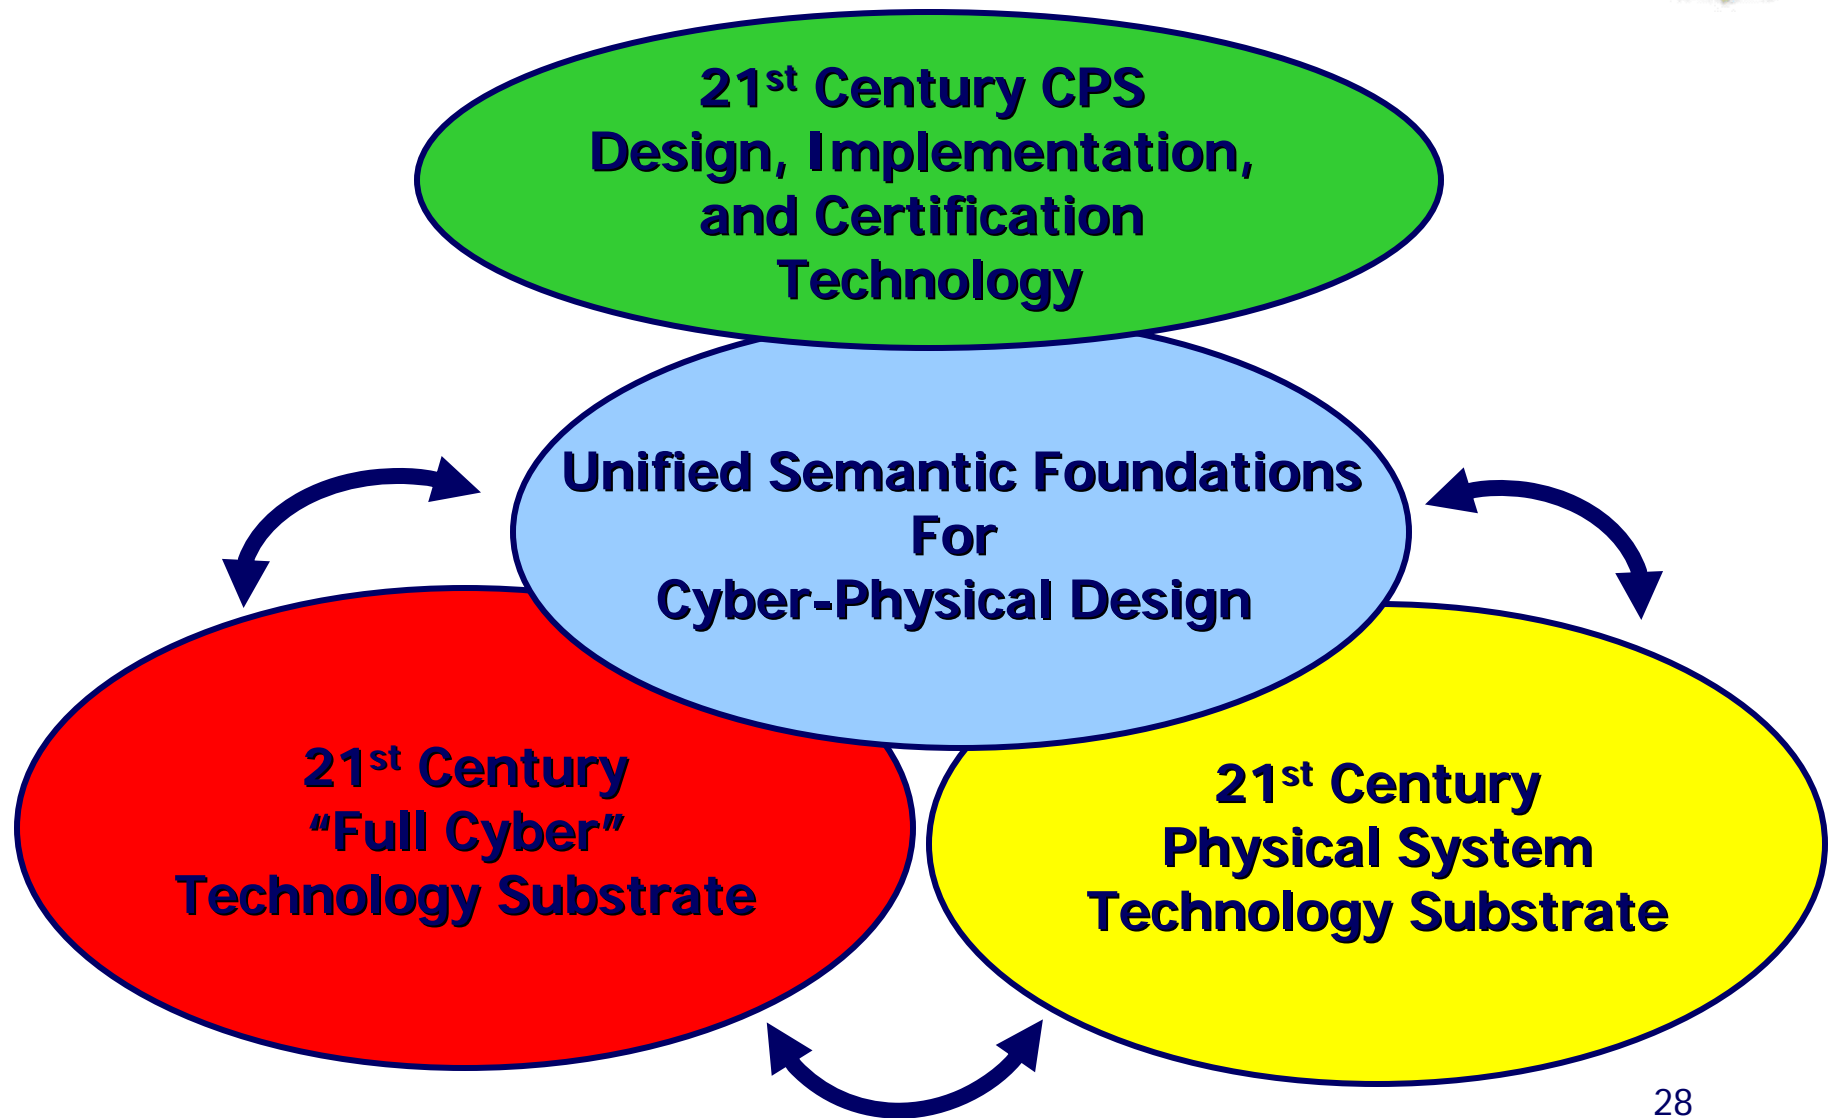 21st Century CPS
Design, Implementation,
and Certification
Technology
Unified Semantic Foundations
For
Cyber-Physical Design
21st Century
“Full Cyber”
Technology Substrate
21st Century
Physical System
Technology Substrate
28